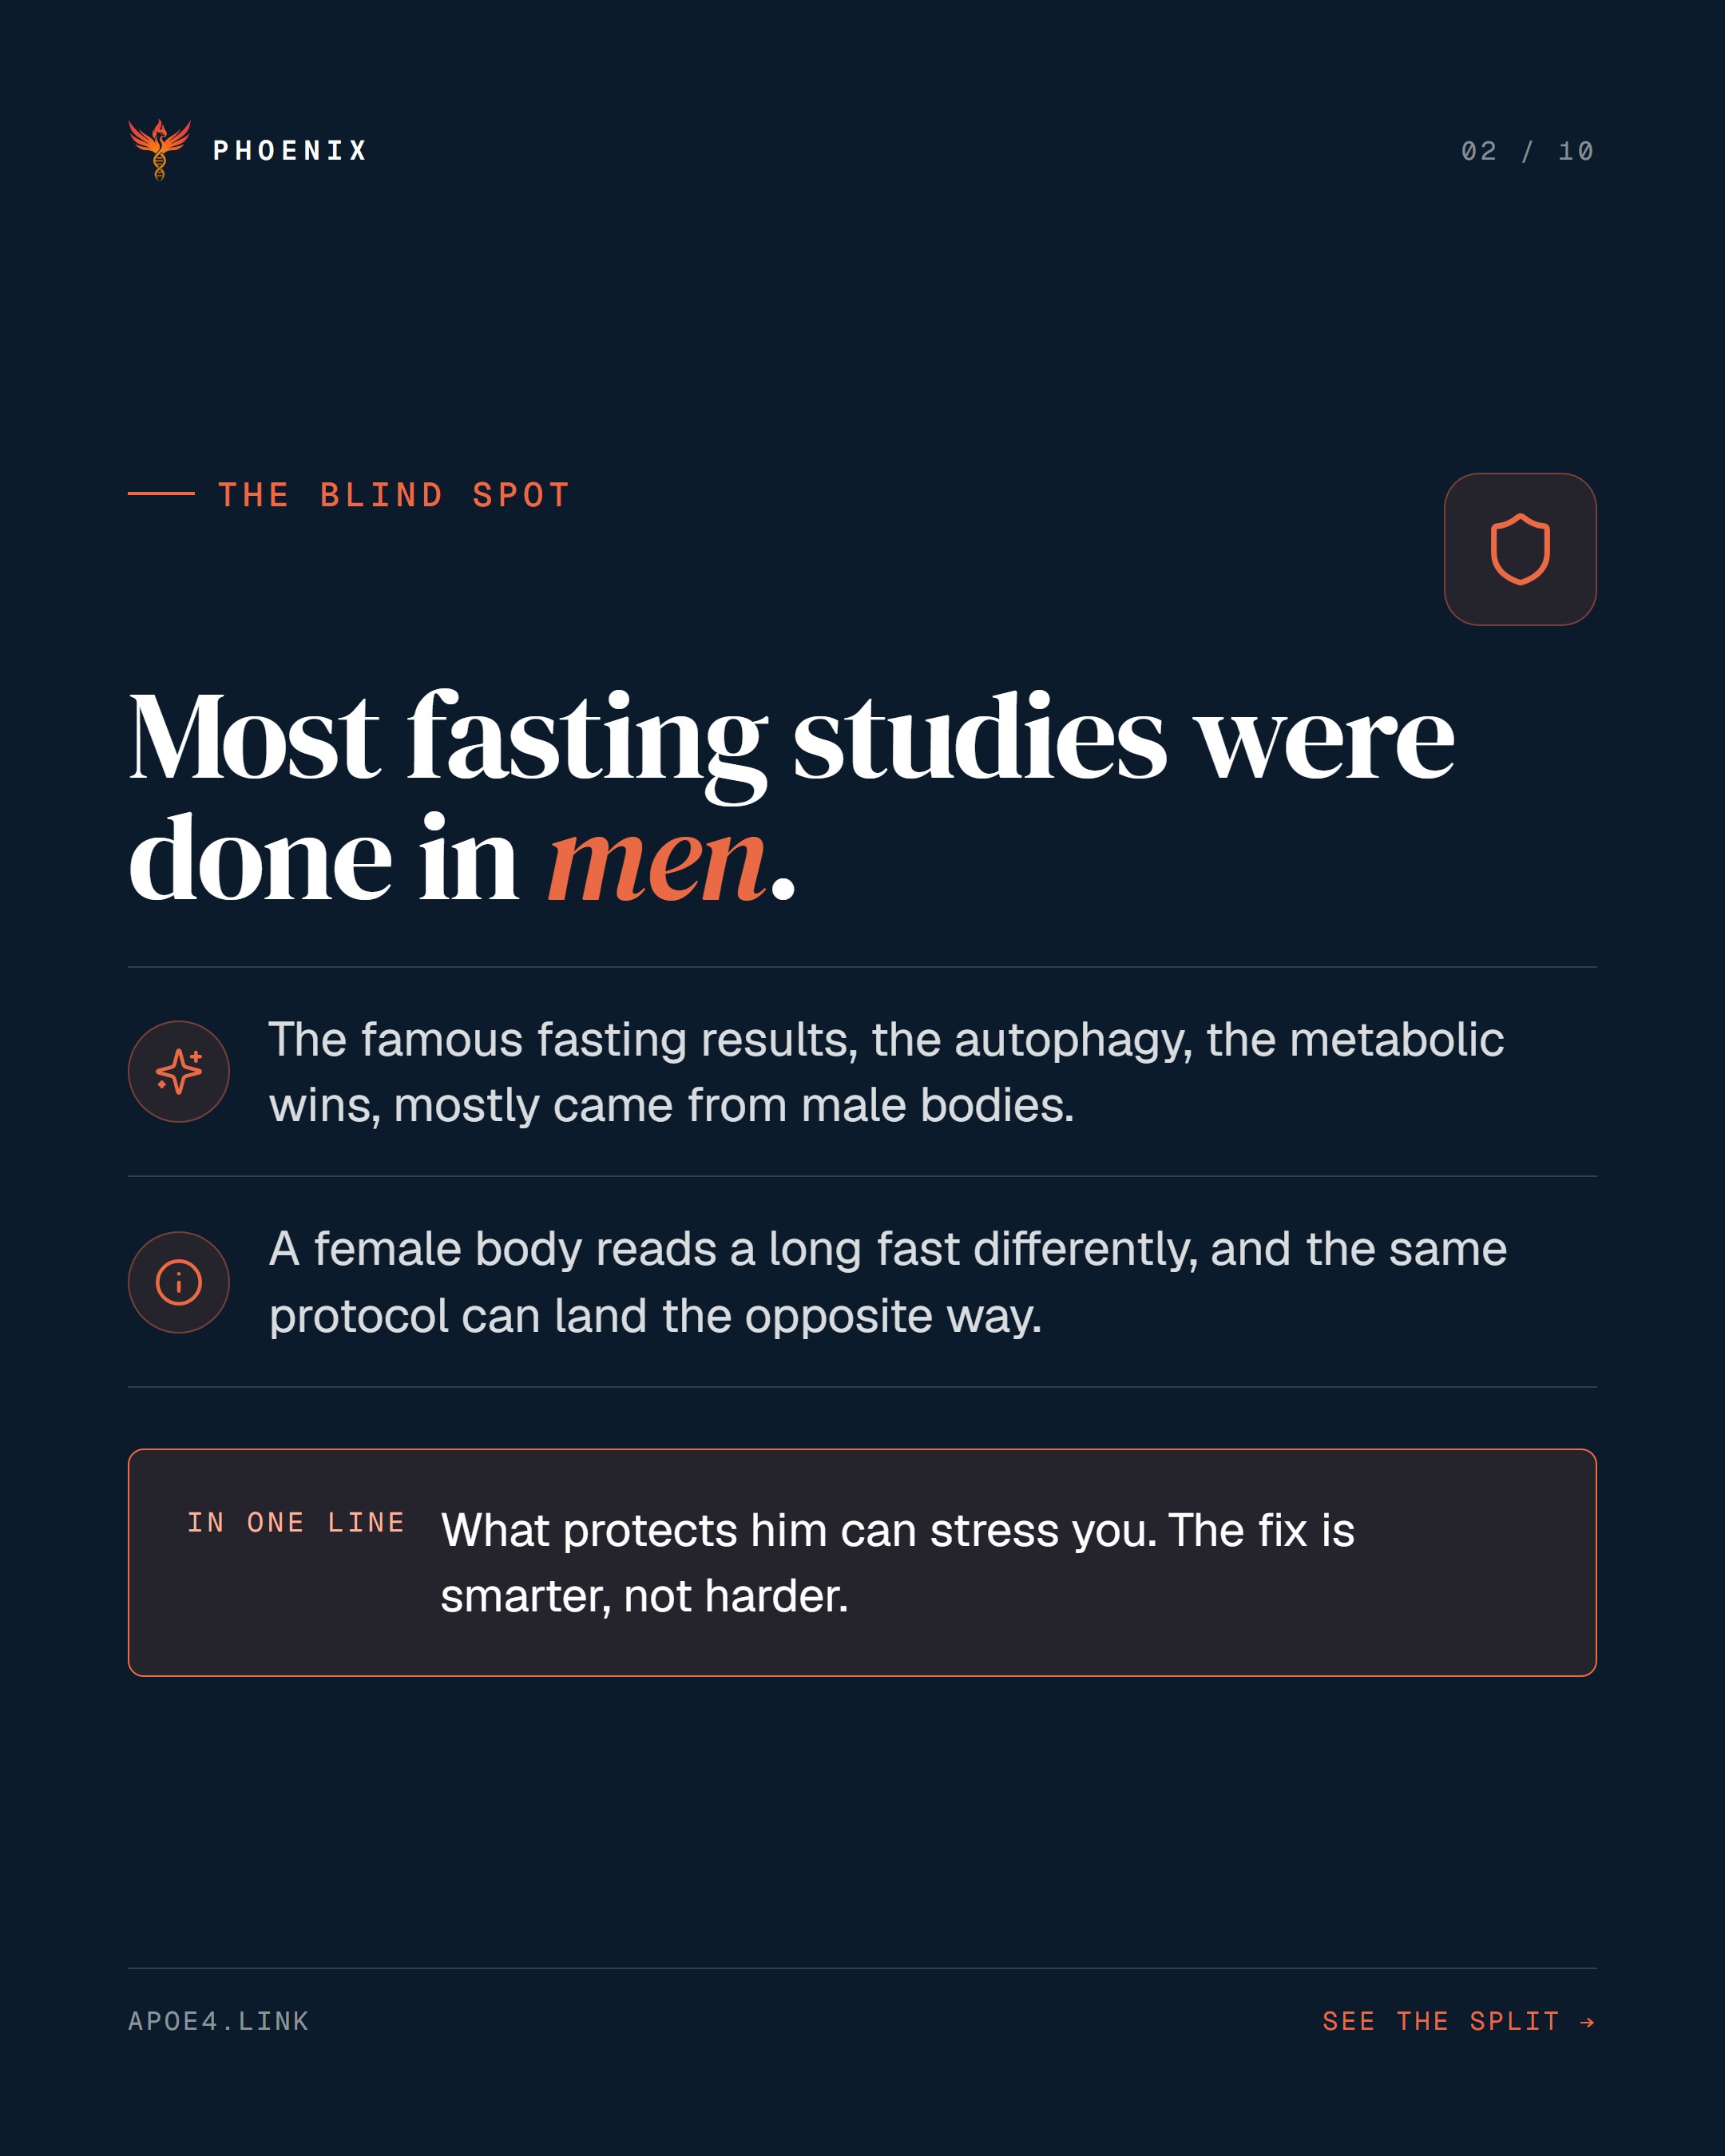 PHOENIX
02 / 10
THE BLIND SPOT
Most fasting studies were
done in men.
The famous fasting results, the autophagy, the metabolic
wins, mostly came from male bodies.
A female body reads a long fast differently, and the same
protocol can land the opposite way.
IN ONE LINE
What protects him can stress you. The fix is
smarter, not harder.
APOE4.LINK
SEE THE SPLIT →